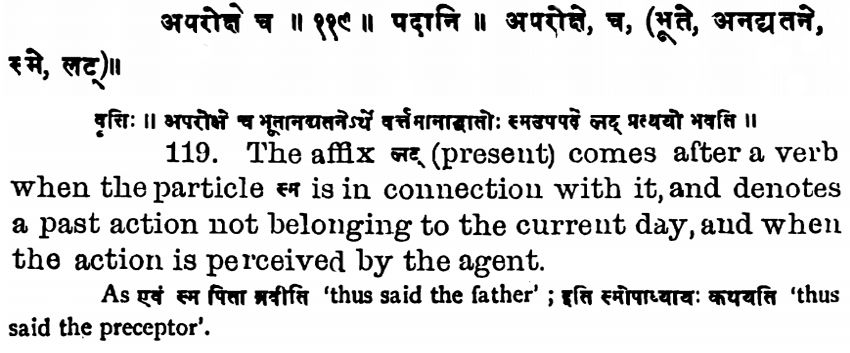 अपरोक्षे च ॥ ११९ ॥ पदानि ॥ अपरोक्षे, च, (भूते, अनद्यतने,
स्मे, लट्)॥
वृत्तिः ॥ अपरोक्षे च भूतानद्यतनेऽर्थे वर्त्तमानाद्धातोः स्मउपपदे लट् प्रत्ययो भवति ॥
119. The affix लट् (present) comes after a verb
when the particle स्म is in connection with it, and denotes
a past action not belonging to the current day, and when
the action is perceived by the agent.
As एवं स्म पिता ब्रवीति 'thus said the father' ; इति स्मोपाध्यायः कथयति 'thus
said the preceptor'.